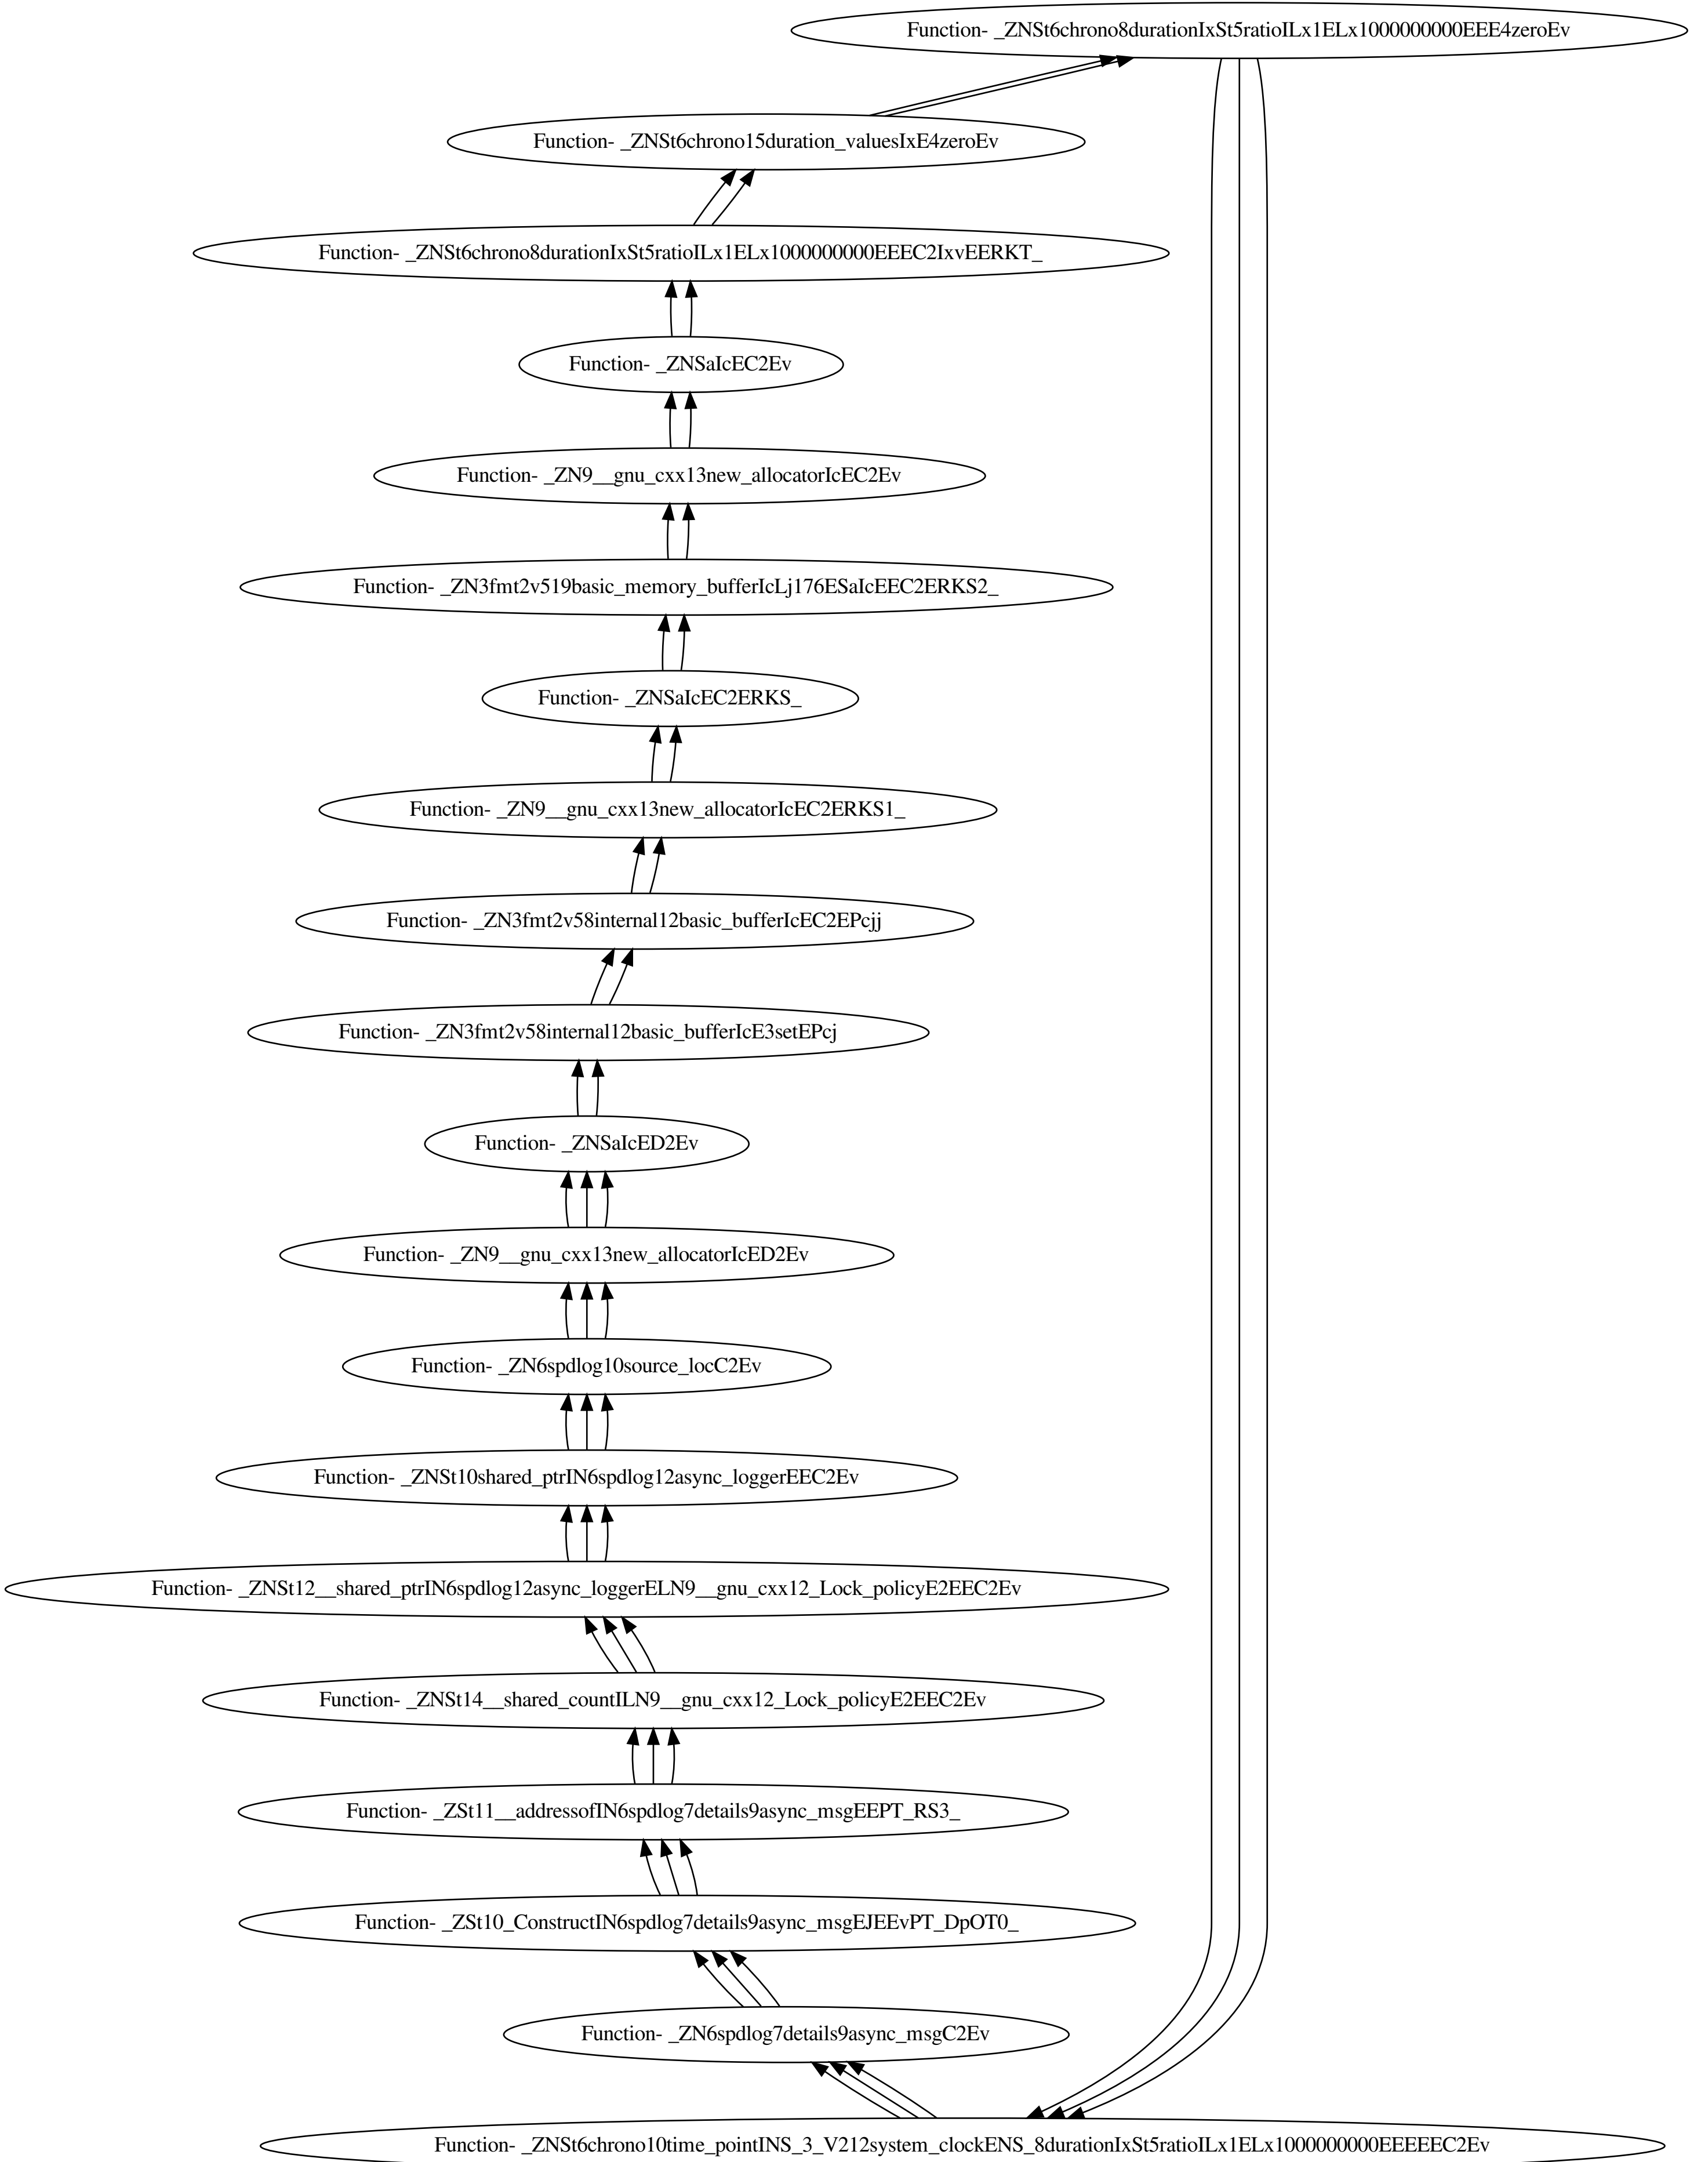 Function- _ZNSt6chrono8durationIxSt5ratioILx1ELx1000000000EEE4zeroEv
Function- _ZNSt6chrono15duration_valuesIxE4zeroEv
Function- _ZNSt6chrono8durationIxSt5ratioILx1ELx1000000000EEEC2IxvEERKT_
Function- _ZNSaIcEC2Ev
Function- _ZN9__gnu_cxx13new_allocatorIcEC2Ev
Function- _ZN3fmt2v519basic_memory_bufferIcLj176ESaIcEEC2ERKS2_
Function- _ZNSaIcEC2ERKS_
Function- _ZN9__gnu_cxx13new_allocatorIcEC2ERKS1_
Function- _ZN3fmt2v58internal12basic_bufferIcEC2EPcjj
Function- _ZN3fmt2v58internal12basic_bufferIcE3setEPcj
Function- _ZNSaIcED2Ev
Function- _ZN9__gnu_cxx13new_allocatorIcED2Ev
Function- _ZN6spdlog10source_locC2Ev
Function- _ZNSt10shared_ptrIN6spdlog12async_loggerEEC2Ev
Function- _ZNSt12__shared_ptrIN6spdlog12async_loggerELN9__gnu_cxx12_Lock_policyE2EEC2Ev
Function- _ZNSt14__shared_countILN9__gnu_cxx12_Lock_policyE2EEC2Ev
Function- _ZSt11__addressofIN6spdlog7details9async_msgEEPT_RS3_
Function- _ZSt10_ConstructIN6spdlog7details9async_msgEJEEvPT_DpOT0_
Function- _ZN6spdlog7details9async_msgC2Ev
Function- _ZNSt6chrono10time_pointINS_3_V212system_clockENS_8durationIxSt5ratioILx1ELx1000000000EEEEEC2Ev